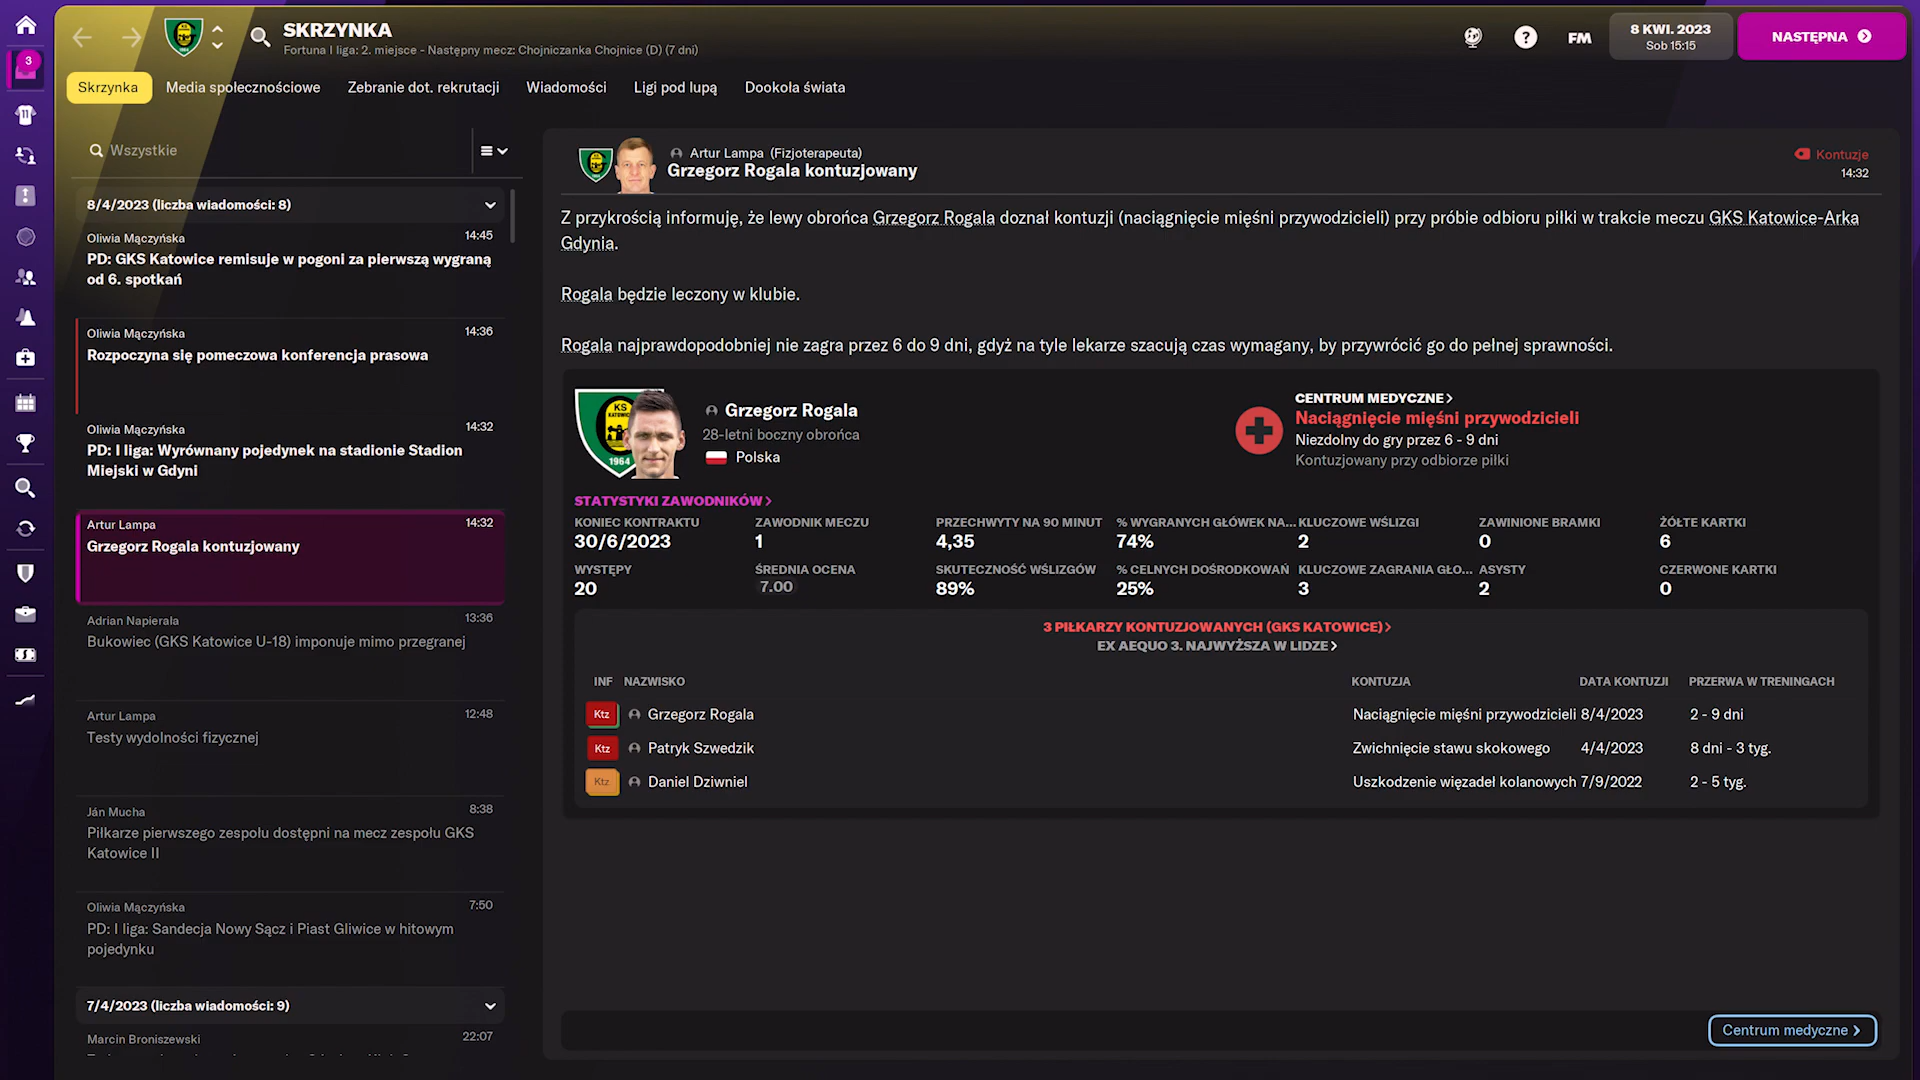 3
SKRZYNKA
Fortuna I liga: 2. miejsce - Następny mecz: Chojniczanka Chojnice (D) (7 dni)
FM
8 KWI. 2023
Sob 15:15
NASTĘPNA
Skrzynka
Media społecznościowe
Zebranie dot. rekrutacji
Wiadomości
Ligi pod lupą
Dookoła świata
Wszystkie
8/4/2023 (liczba wiadomości: 8)
Oliwia Mączyńska 14:45
PD: GKS Katowice remisuje w pogoni za pierwszą wygraną
od 6. spotkań
Oliwia Mączyńska 14:36
Rozpoczyna się pomeczowa konferencja prasowa
Oliwia Mączyńska 14:32
PD: I liga: Wyrównany pojedynek na stadionie Stadion
Miejski w Gdyni
Artur Lampa 14:32
Grzegorz Rogala kontuzjowany
Adrian Napierala 13:36
Bukowiec (GKS Katowice U-18) imponuje mimo przegranej
Artur Lampa 12:48
Testy wydolności fizycznej
Ján Mucha 8:38
Piłkarze pierwszego zespołu dostępni na mecz zespołu GKS
Katowice II
Oliwia Mączyńska 7:50
PD: I liga: Sandecja Nowy Sącz i Piast Gliwice w hitowym
pojedynku
7/4/2023 (liczba wiadomości: 9)
Marcin Broniszewski 22:07
Artur Lampa (Fizjoterapeuta)
Grzegorz Rogala kontuzjowany
Kontuzje
14:32
Z przykrością informuję, że lewy obrońca Grzegorz Rogala doznał kontuzji (naciągnięcie mięśni przywodzicieli) przy próbie odbioru piłki w trakcie meczu GKS Katowice-Arka
Gdynia.
Rogala będzie leczony w klubie.
Rogala najprawdopodobniej nie zagra przez 6 do 9 dni, gdyż na tyle lekarze szacują czas wymagany, by przywrócić go do pełnej sprawności.
KS
KATOWICE
1964
Grzegorz Rogala
28-letni boczny obrońca
Polska
CENTRUM MEDYCZNE
Naciągnięcie mięśni przywodzicieli
Niezdolny do gry przez 6 - 9 dni
Kontuzjowany przy odbiorze piłki
STATYSTYKI ZAWODNIKÓW
KONIEC KONTRAKTU ZAWODNIK MECZU PRZECHWYTY NA 90 MINUT % WYGRANYCH GŁÓWEK NA... KLUCZOWE WŚLIZGI ZAWINIONE BRAMKI ŻÓŁTE KARTKI
30/6/2023 1 4,35 74% 2 0 6
WYSTĘPY ŚREDNIA OCENA SKUTECZNOŚĆ WŚLIZGÓW % CELNYCH DOŚRODKOWAŃ KLUCZOWE ZAGRANIA GŁO... ASYSTY CZERWONE KARTKI
20 7.00 89% 25% 3 2 0
3 PIŁKARZY KONTUZJOWANYCH (GKS KATOWICE)
EX AEQUO 3. NAJWYŻSZA W LIDZE
INF NAZWISKO KONTUZJA DATA KONTUZJI PRZERWA W TRENINGACH
Ktz Grzegorz Rogala Naciągnięcie mięśni przywodzicieli 8/4/2023 2 - 9 dni
Ktz Patryk Szwedzik Zwichnięcie stawu skokowego 4/4/2023 8 dni - 3 tyg.
Ktz Daniel Dziwniel Uszkodzenie więzadeł kolanowych 7/9/2022 2 - 5 tyg.
Centrum medyczne